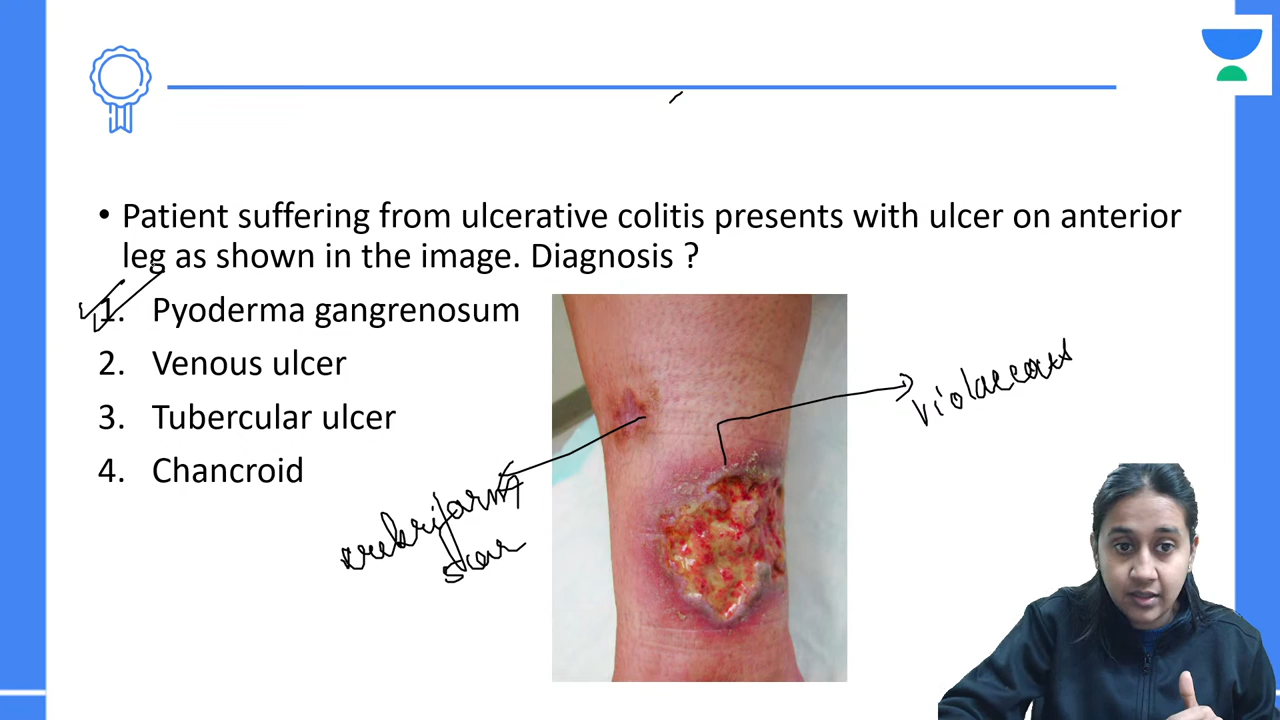 • Patient suffering from ulcerative colitis presents with ulcer on anterior
leg as shown in the image. Diagnosis ?
1. Pyoderma gangrenosum
2. Venous ulcer
3. Tubercular ulcer
4. Chancroid
violaceous
cribriform
scar